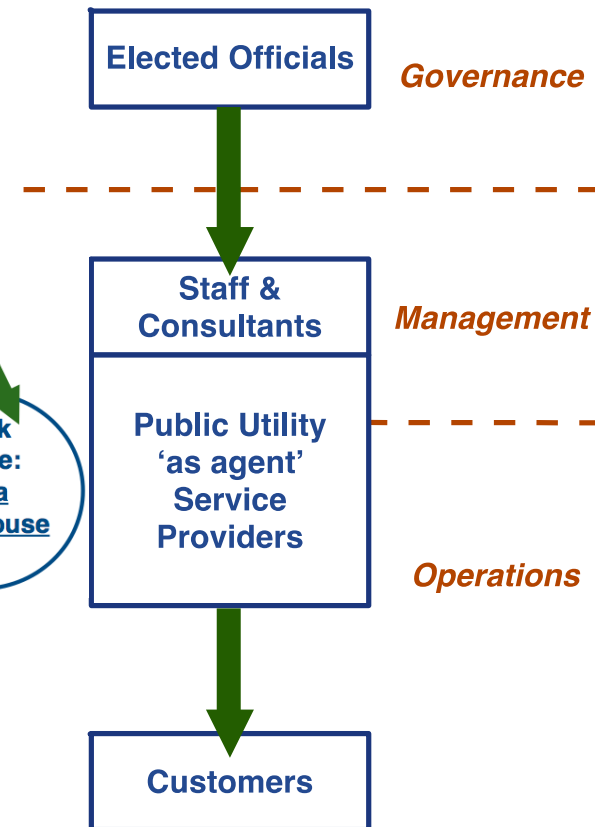 Elected Officials
Governance
Staff &
Consultants
Management
Public Utility
‘as agent’
Service
Providers
a
Operations
Customers